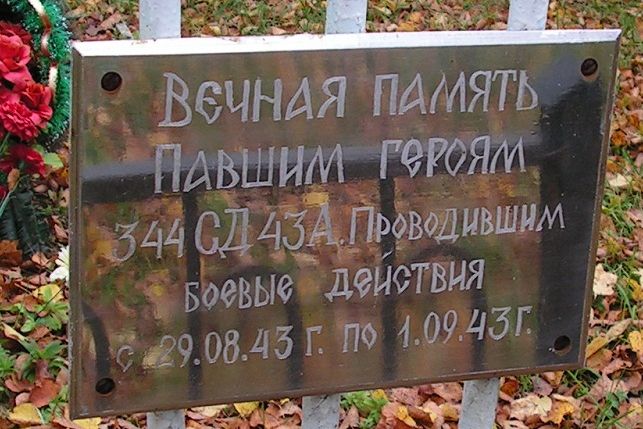 Вечная память
Павшим героям
344 СД 43А. Проводившим
боевые действия
с 29.08.43 г. по 1.09.43 г.